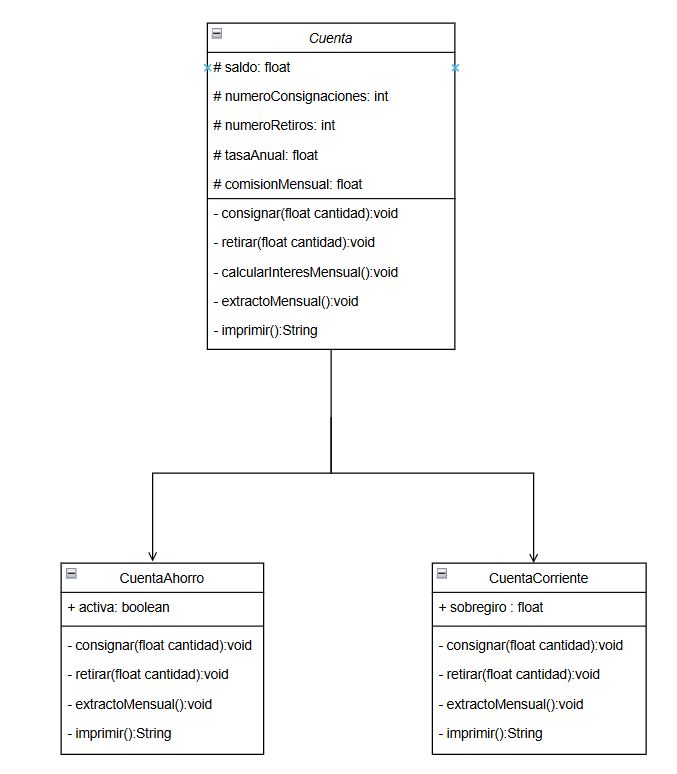 Cuenta
# saldo: float
# numeroConsignaciones: int
# numeroRetiros: int
# tasaAnual: float
# comisionMensual: float
- consignar(float cantidad):void
- retirar(float cantidad):void
- calcularInteresMensual():void
- extractoMensual():void
- imprimir():String
CuentaAhorro
+ activa: boolean
- consignar(float cantidad):void
- retirar(float cantidad):void
- extractoMensual():void
- imprimir():String
CuentaCorriente
+ sobregiro : float
- consignar(float cantidad):void
- retirar(float cantidad):void
- extractoMensual():void
- imprimir():String